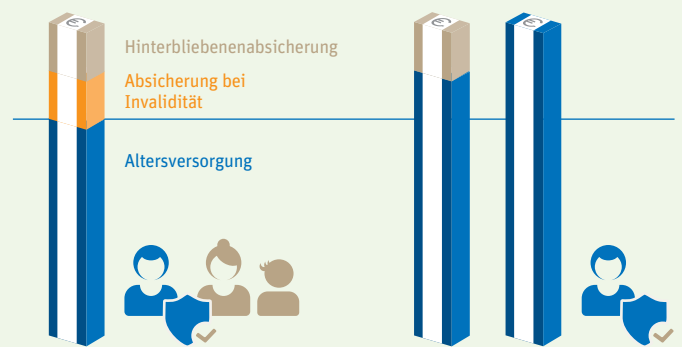 € € €
Hinterbliebenenabsicherung
Absicherung bei
Invalidität
Altersversorgung